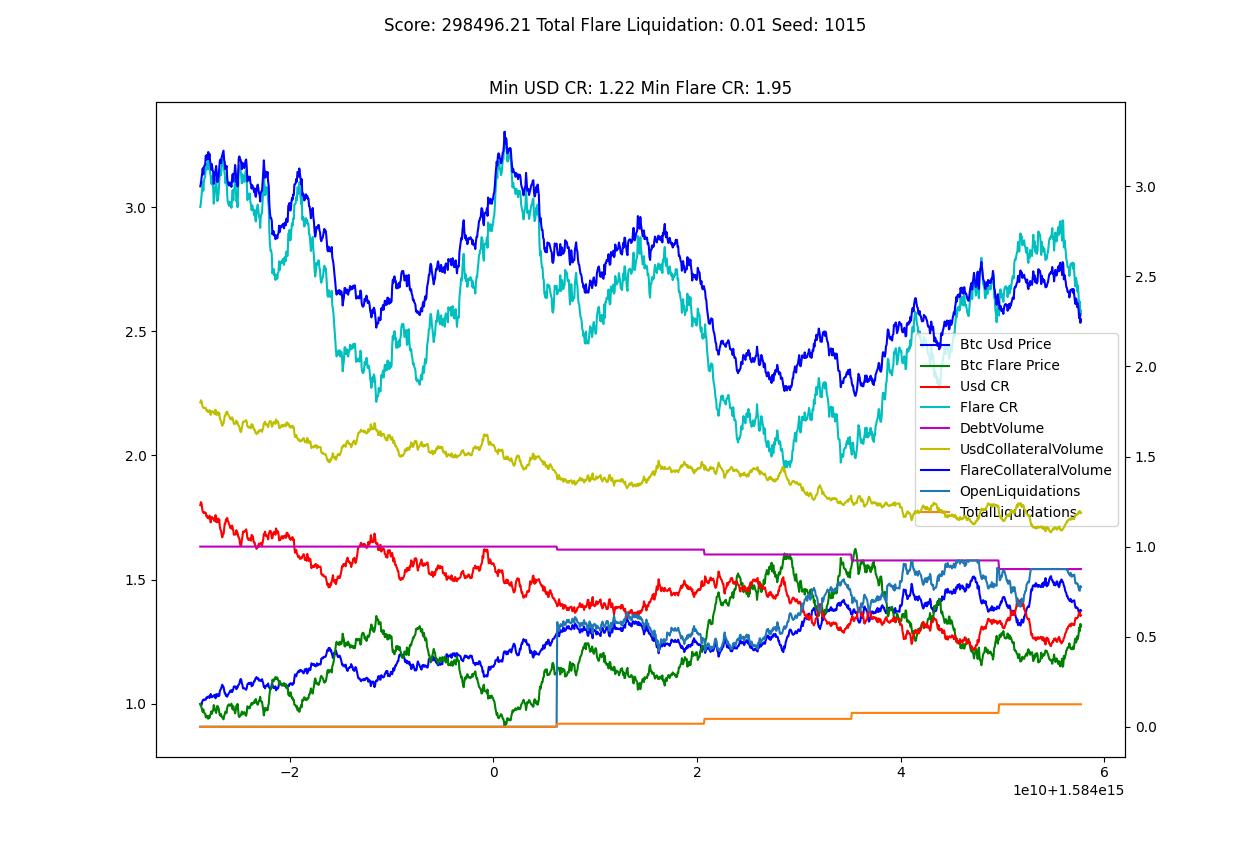 Score: 298496.21 Total Flare Liquidation: 0.01 Seed: 1015
Min USD CR: 1.22 Min Flare CR: 1.95
3.0
2.5
2.0
1.5
1.0
3.0
2.5
2.0
1.5
1.0
0.5
0.0
Btc Usd Price
Btc Flare Price
Usd CR
Flare CR
DebtVolume
UsdCollateralVolume
FlareCollateralVolume
OpenLiquidations
TotalLiquidations
−2 0 2 4 6
1e10+1.584e15